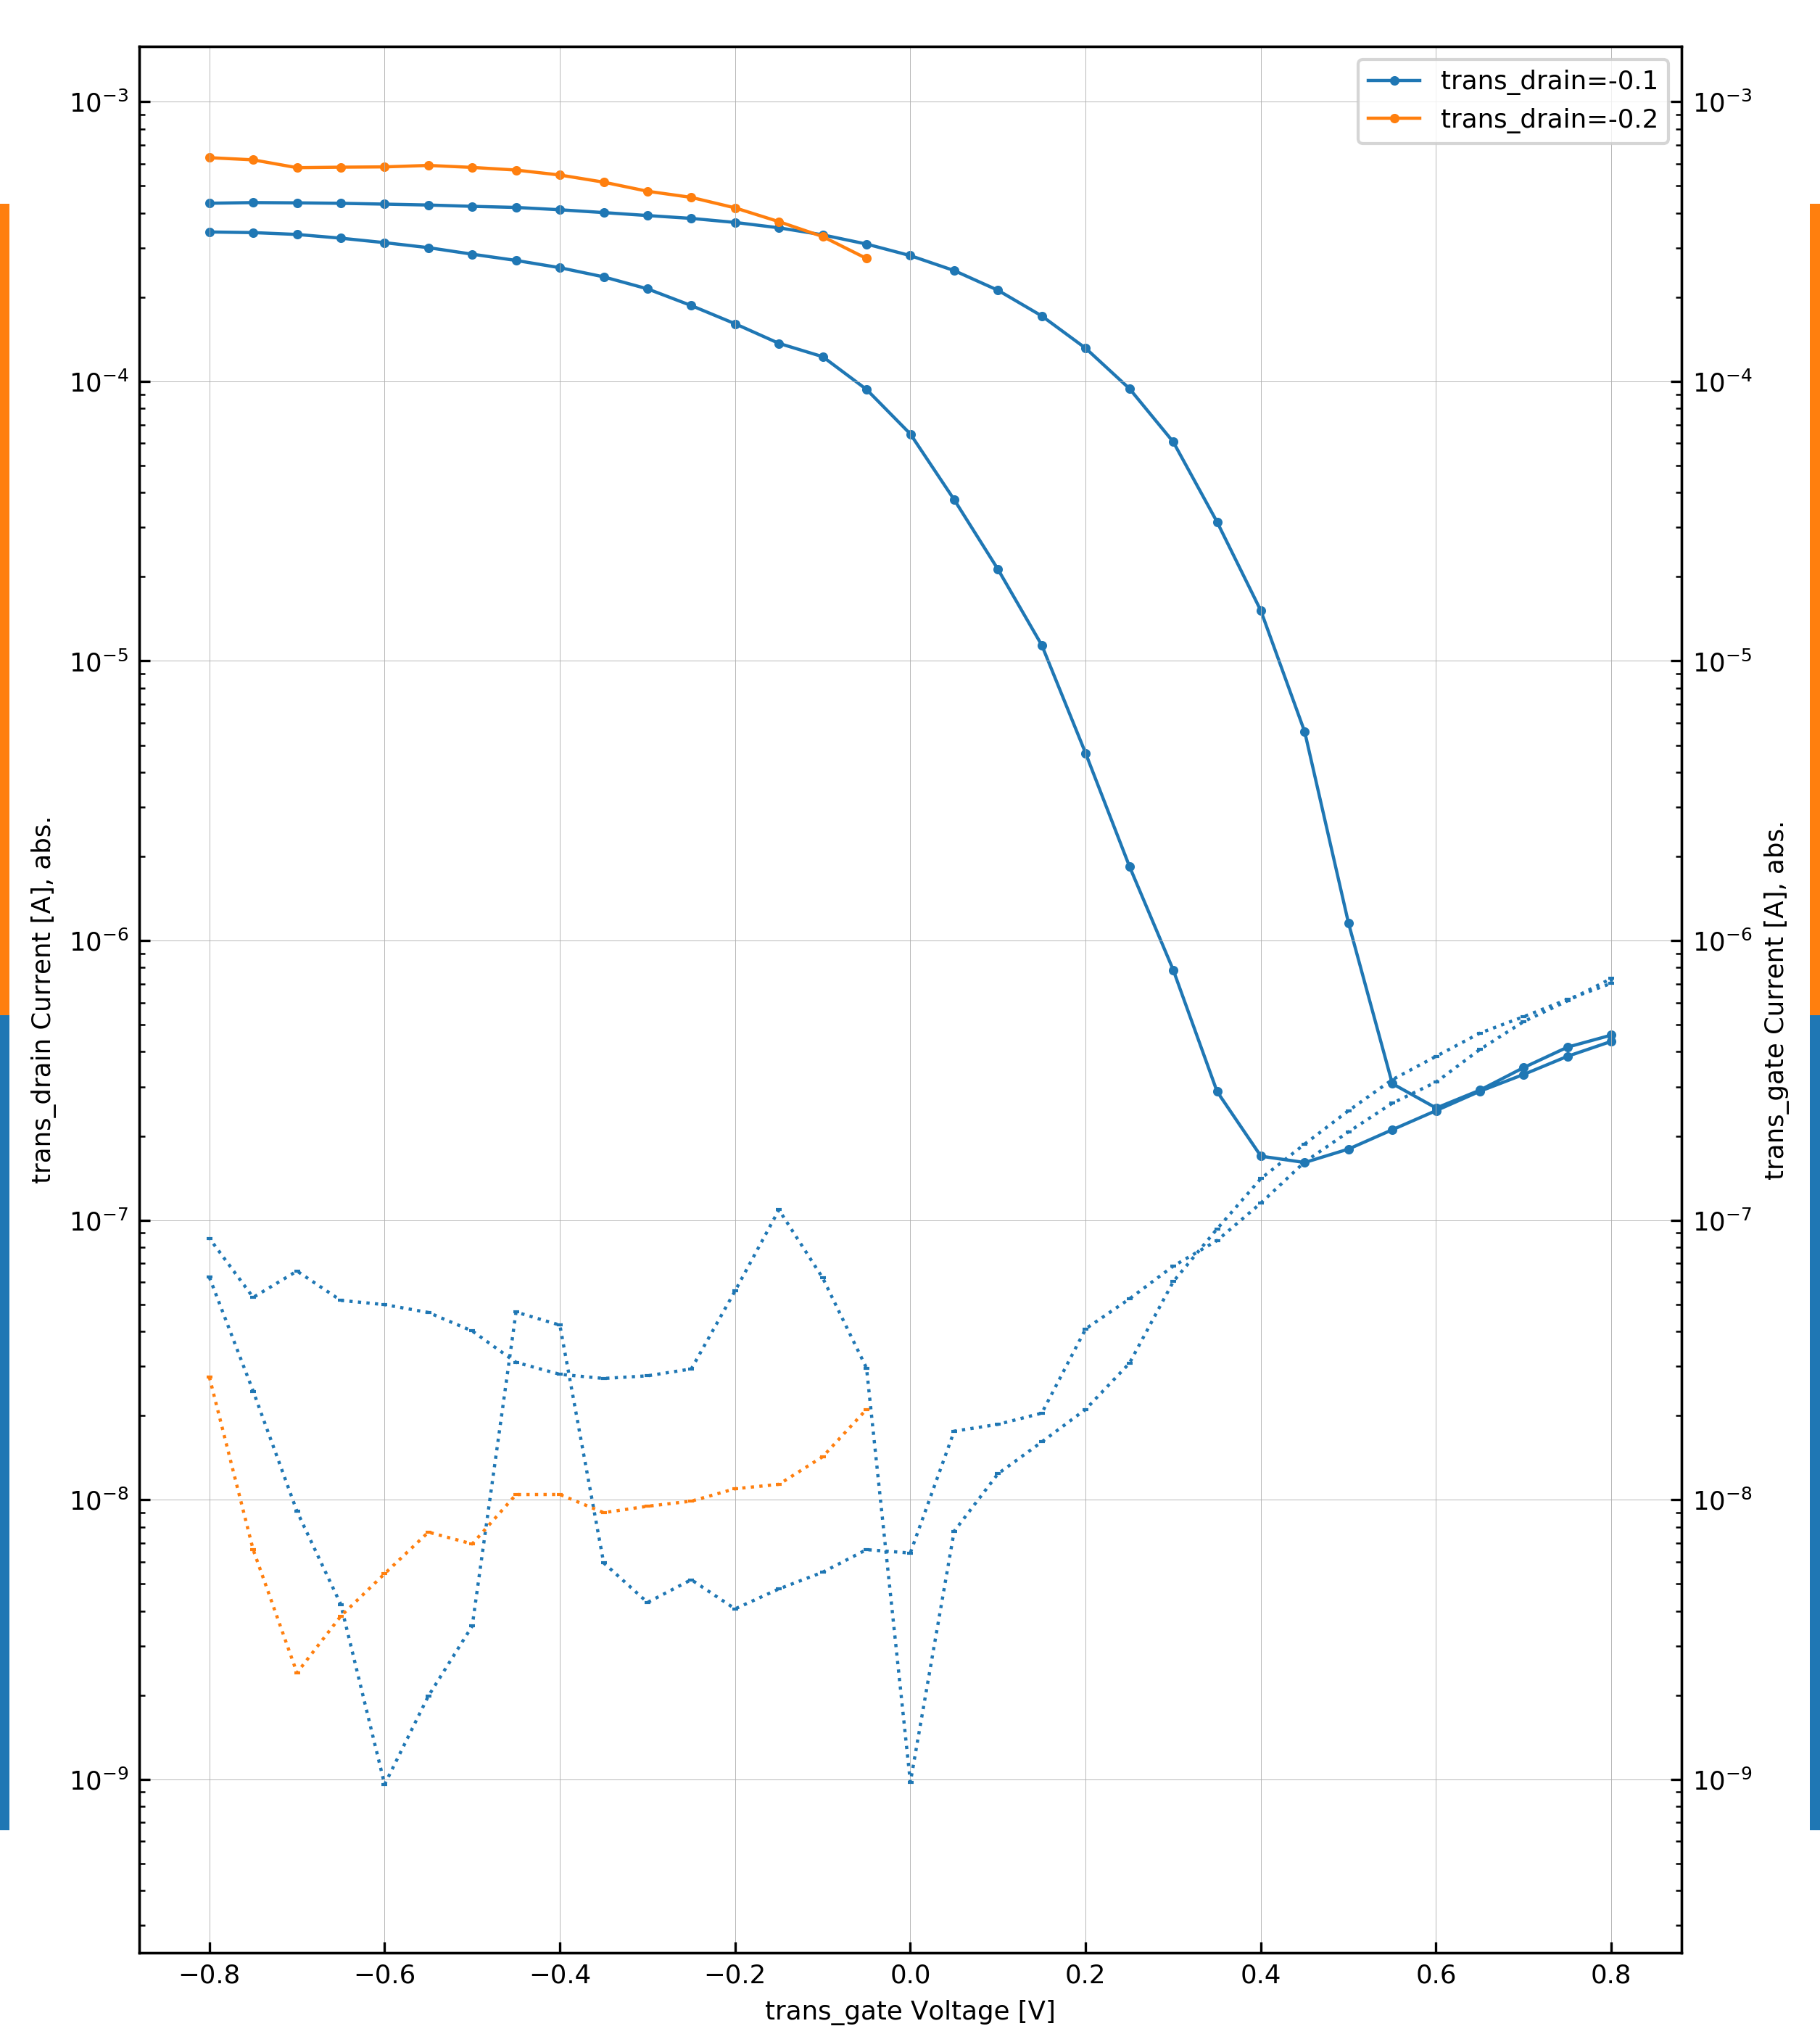 trans_drain=-0.1
trans_drain=-0.2
10⁻³
10⁻⁴
10⁻⁵
10⁻⁶
10⁻⁷
10⁻⁸
10⁻⁹
trans_drain Current [A], abs.
10⁻³
10⁻⁴
10⁻⁵
10⁻⁶
10⁻⁷
10⁻⁸
10⁻⁹
trans_gate Current [A], abs.
−0.8 −0.6 −0.4 −0.2 0.0 0.2 0.4 0.6 0.8
trans_gate Voltage [V]